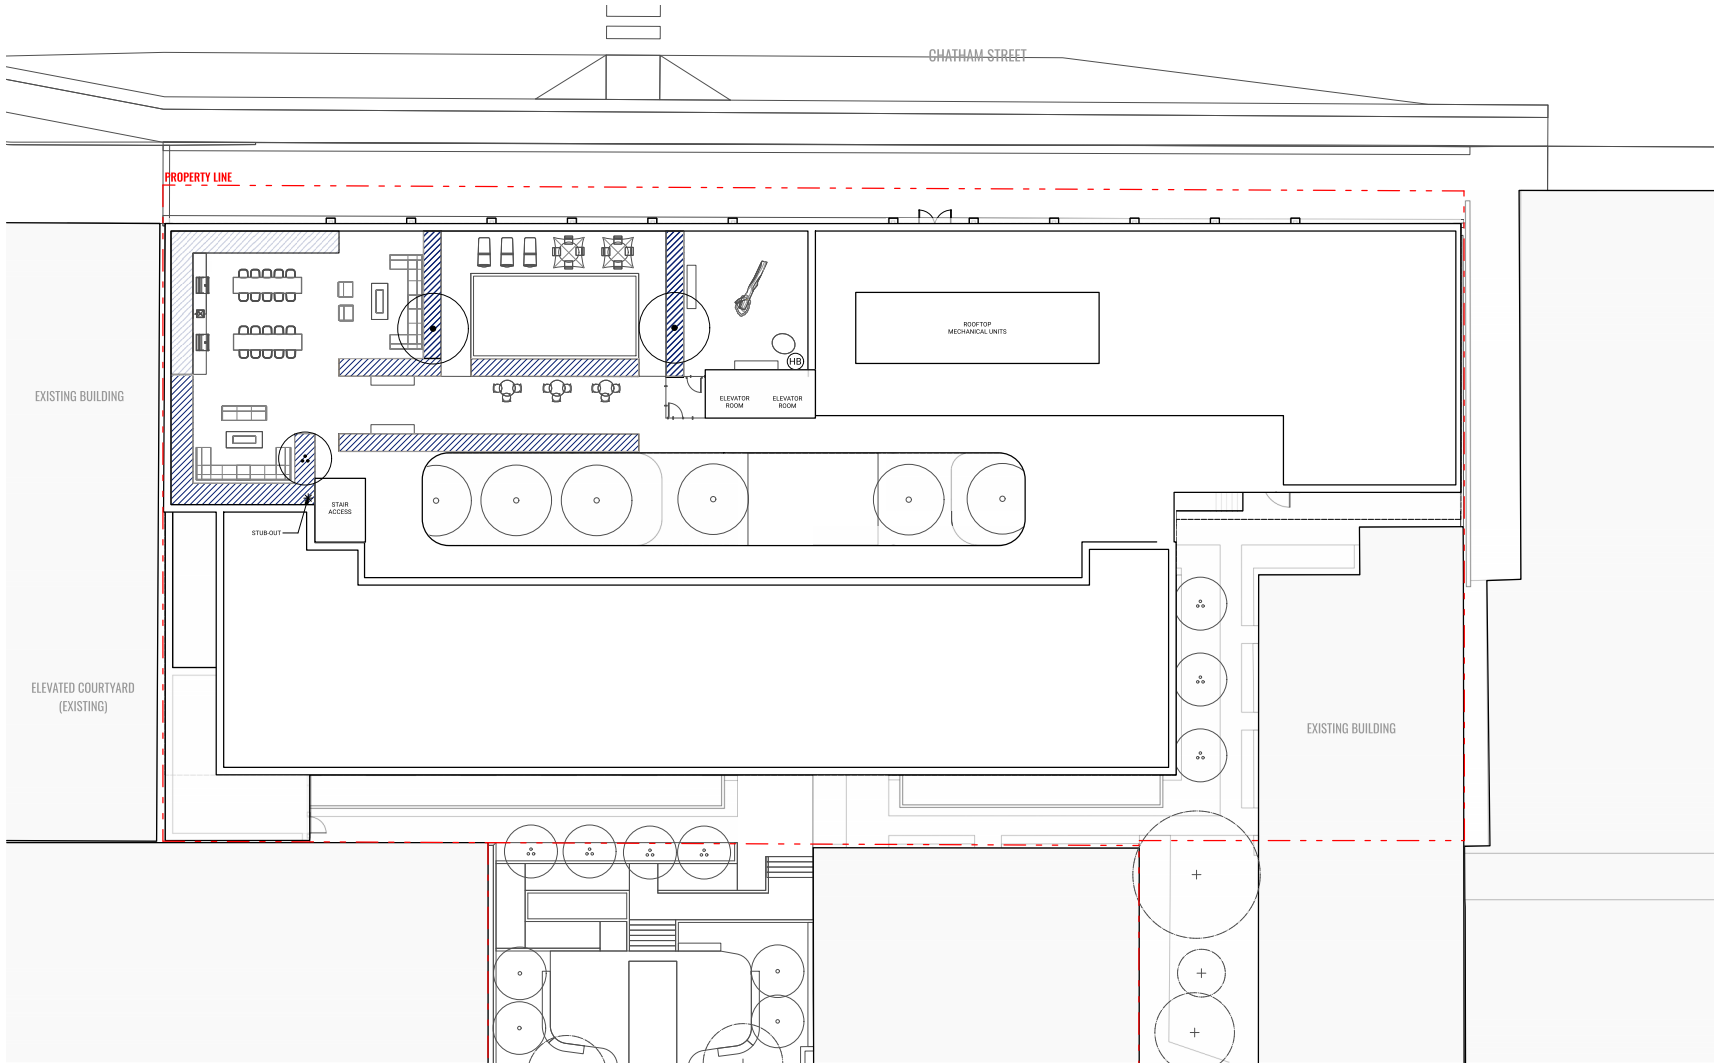 CHATHAM STREET
PROPERTY LINE
ROOFTOP
MECHANICAL UNITS
HB
EXISTING BUILDING
ELEVATOR
ROOM
ELEVATOR
ROOM
STAIR
ACCESS
STUB-OUT
ELEVATED COURTYARD
(EXISTING)
EXISTING BUILDING